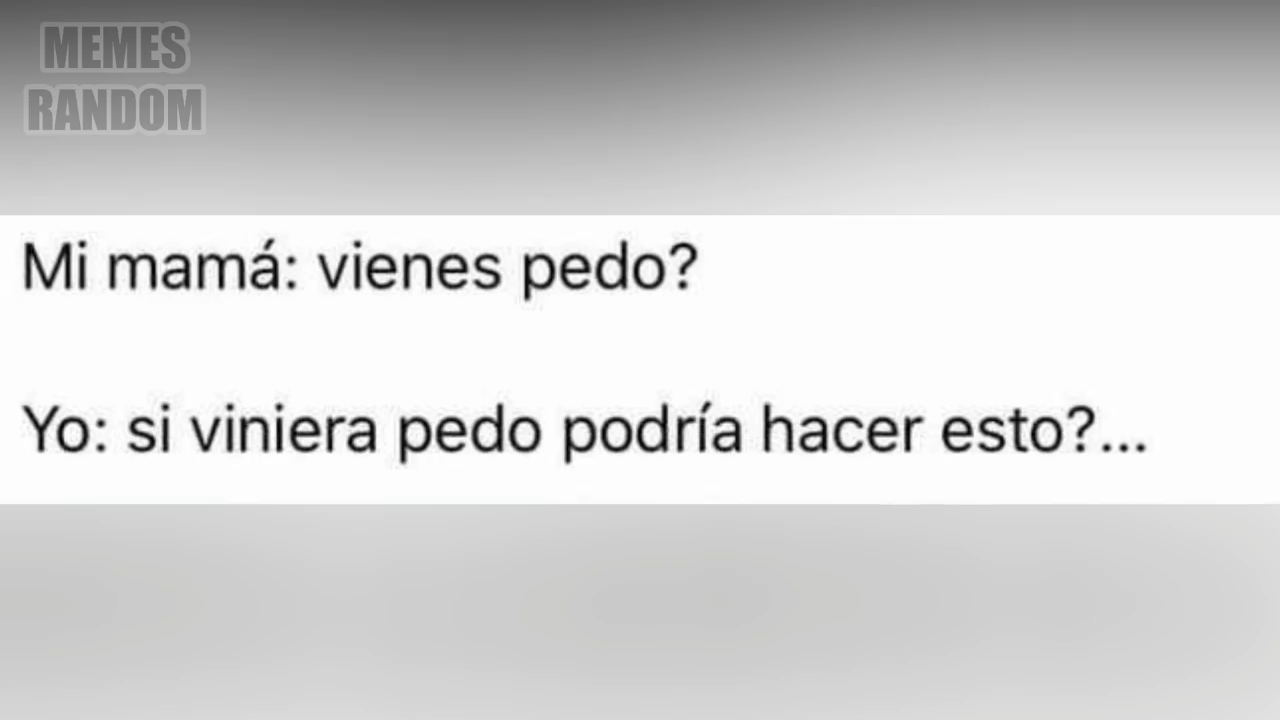 MEMES
RANDOM
Mi mamá: vienes pedo?
Yo: si viniera pedo podría hacer esto?...